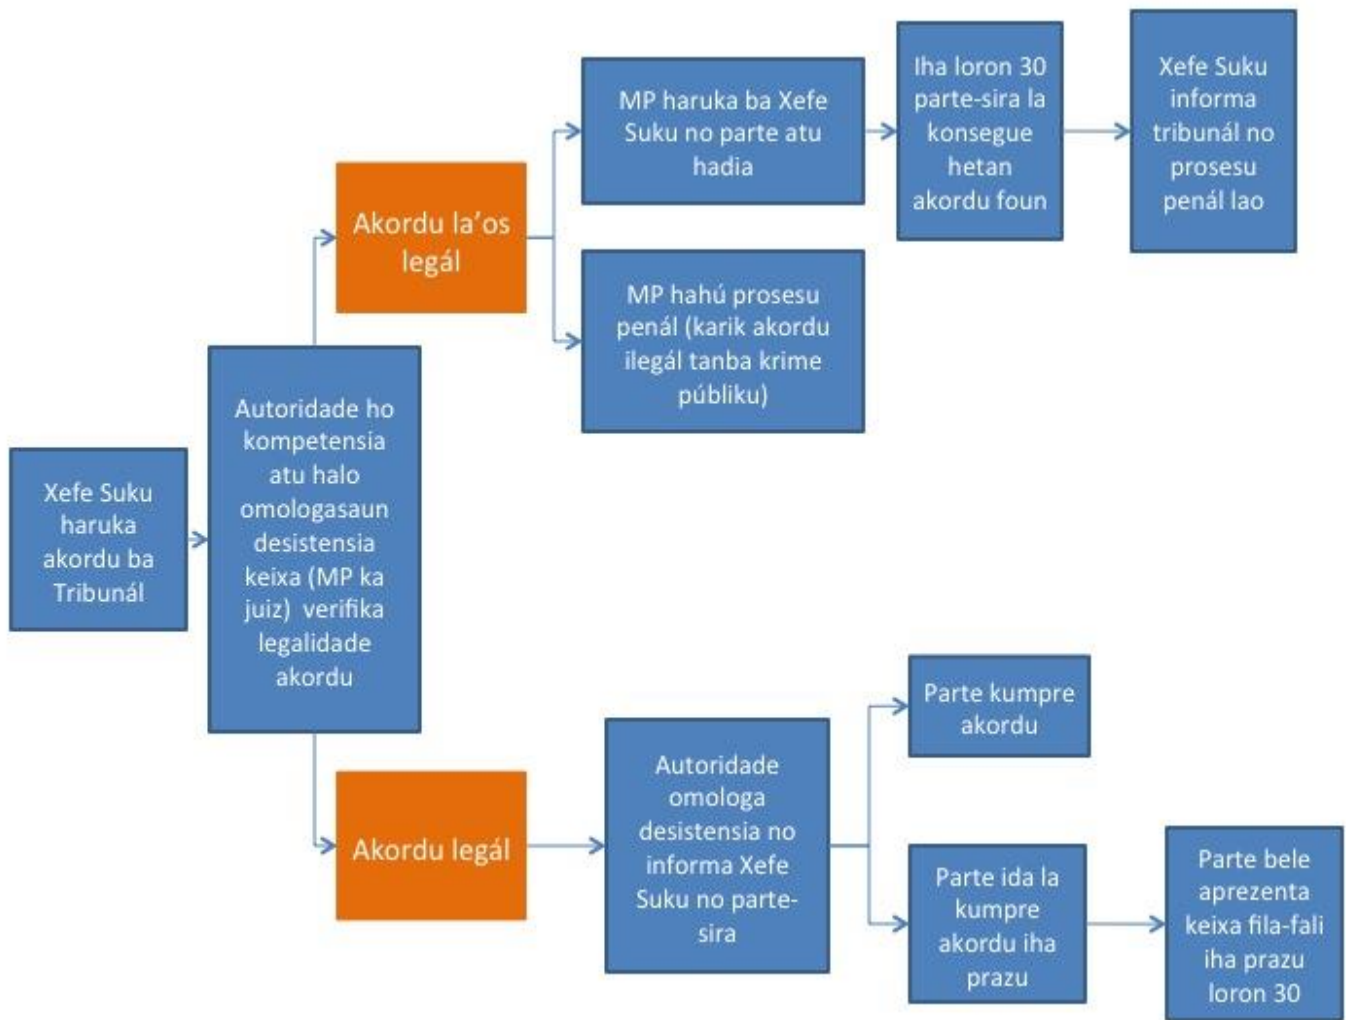 MP haruka ba Xefe
Suku no parte atu
hadia
Iha loron 30
parte-sira la
konsegue
hetan
akordu foun
Xefe Suku
informa
tribunál no
prosesu
penál lao
Akordu la’os
legál
MP hahú prosesu
penál (karik akordu
ilegál tanba krime
públiku)
Xefe Suku
haruka
akordu ba
Tribunál
Autoridade ho
kompetensia
atu halo
omologasaun
desistensia
keixa (MP ka
juiz) verifika
legalidade
akordu
Akordu legál
Autoridade
omologa
desistensia no
informa Xefe
Suku no parte-
sira
Parte kumpre
akordu
Parte ida la
kumpre
akordu iha
prazu
Parte bele
aprezenta
keixa fila-fali
iha prazu
loron 30